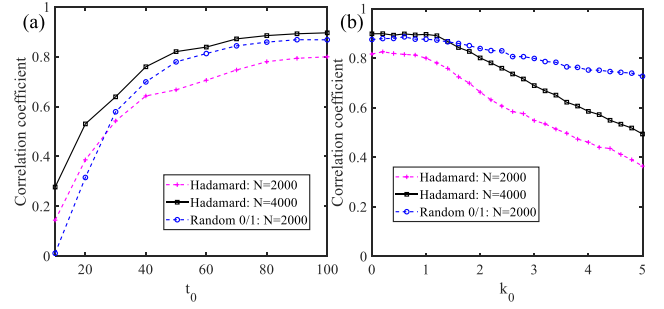 (a)
Correlation coefficient
1
0.8
0.6
0.4
0.2
0
20 40 60 80 100
t0
Hadamard: N=2000
Hadamard: N=4000
Random 0/1: N=2000
(b)
Correlation coefficient
1
0.8
0.6
0.4
0.2
0
0 1 2 3 4 5
k0
Hadamard: N=2000
Hadamard: N=4000
Random 0/1: N=2000